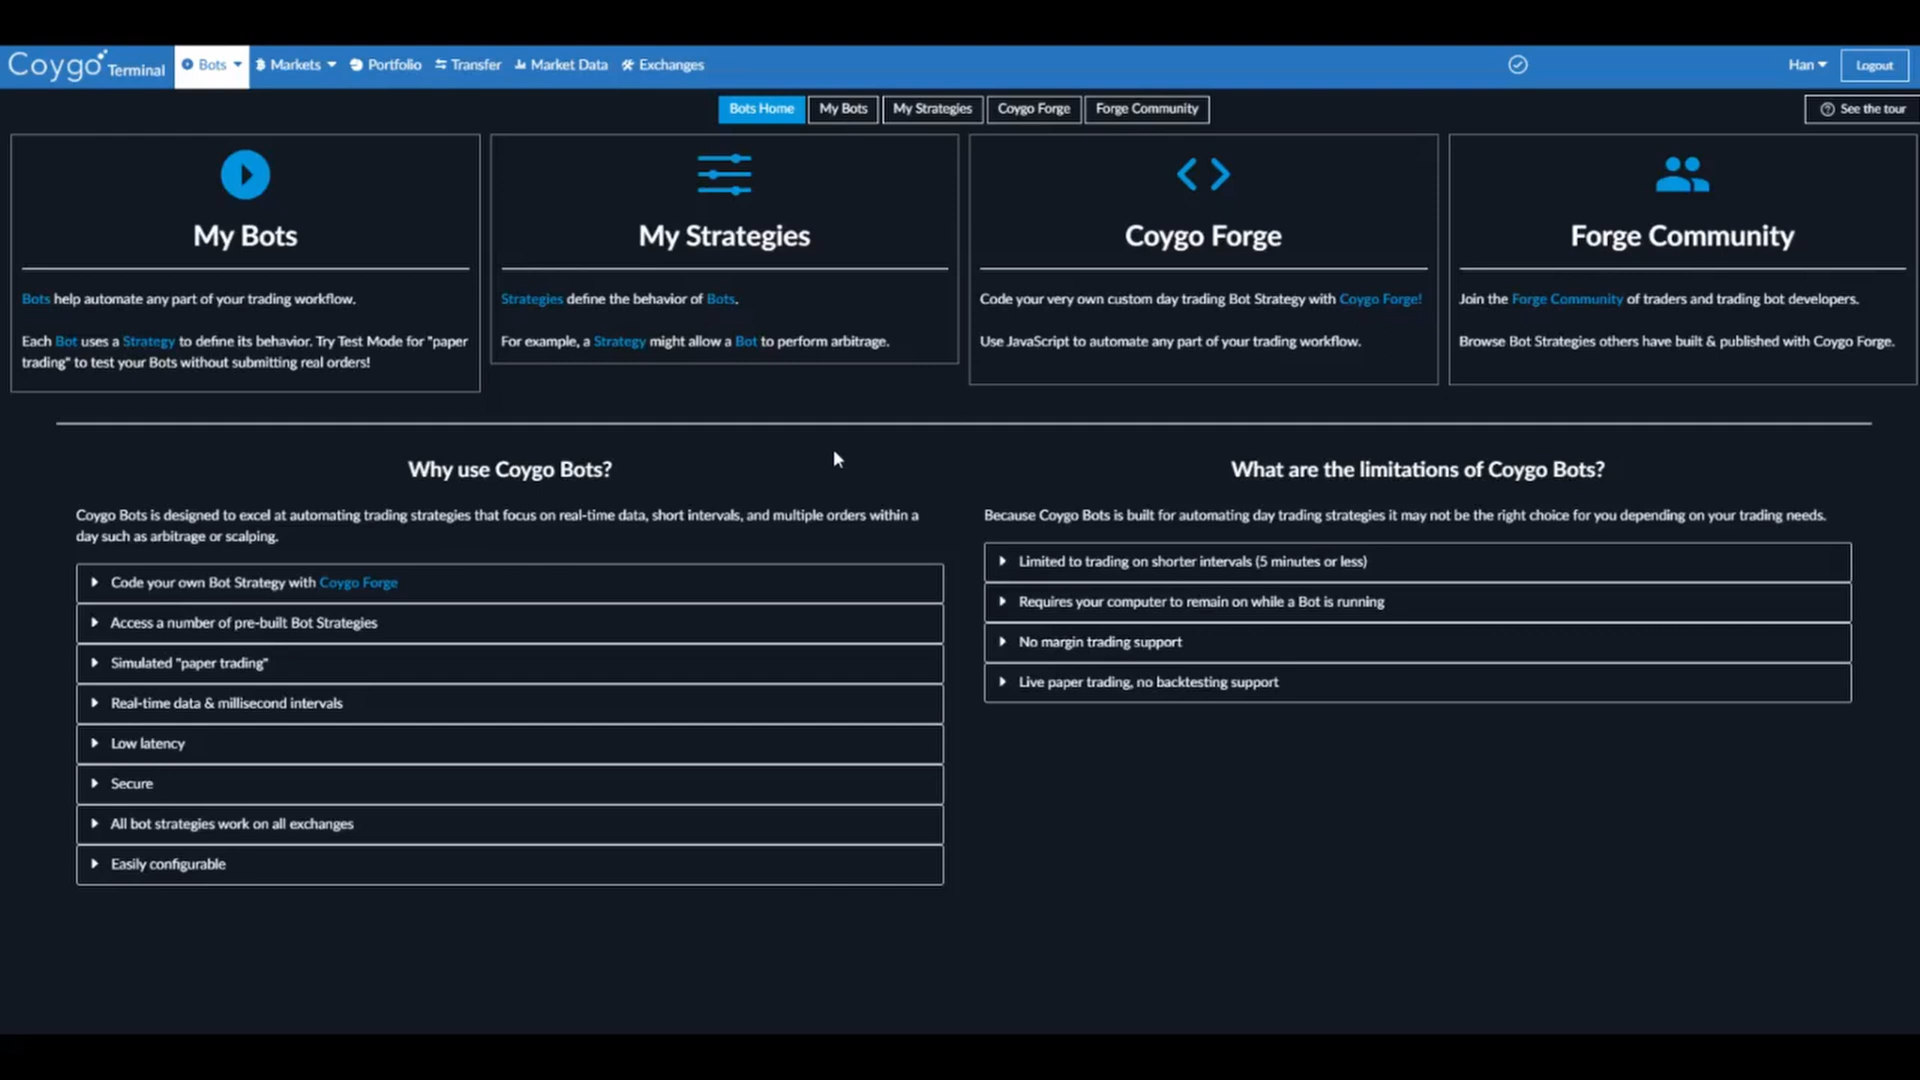 Coygo Terminal Bots Markets Portfolio Transfer Market Data Exchanges Han Logout
Bots Home My Bots My Strategies Coygo Forge Forge Community See the tour
My Bots
Bots help automate any part of your trading workflow.
Each Bot uses a Strategy to define its behavior. Try Test Mode for "paper
trading" to test your Bots without submitting real orders!
My Strategies
Strategies define the behavior of Bots.
For example, a Strategy might allow a Bot to perform arbitrage.
Coygo Forge
Code your very own custom day trading Bot Strategy with Coygo Forge!
Use JavaScript to automate any part of your trading workflow.
Forge Community
Join the Forge Community of traders and trading bot developers.
Browse Bot Strategies others have built & published with Coygo Forge.
Why use Coygo Bots?
Coygo Bots is designed to excel at automating trading strategies that focus on real-time data, short intervals, and multiple orders within a
day such as arbitrage or scalping.
Code your own Bot Strategy with Coygo Forge
Access a number of pre-built Bot Strategies
Simulated "paper trading"
Real-time data & millisecond intervals
Low latency
Secure
All bot strategies work on all exchanges
Easily configurable
What are the limitations of Coygo Bots?
Because Coygo Bots is built for automating day trading strategies it may not be the right choice for you depending on your trading needs.
Limited to trading on shorter intervals (5 minutes or less)
Requires your computer to remain on while a Bot is running
No margin trading support
Live paper trading, no backtesting support